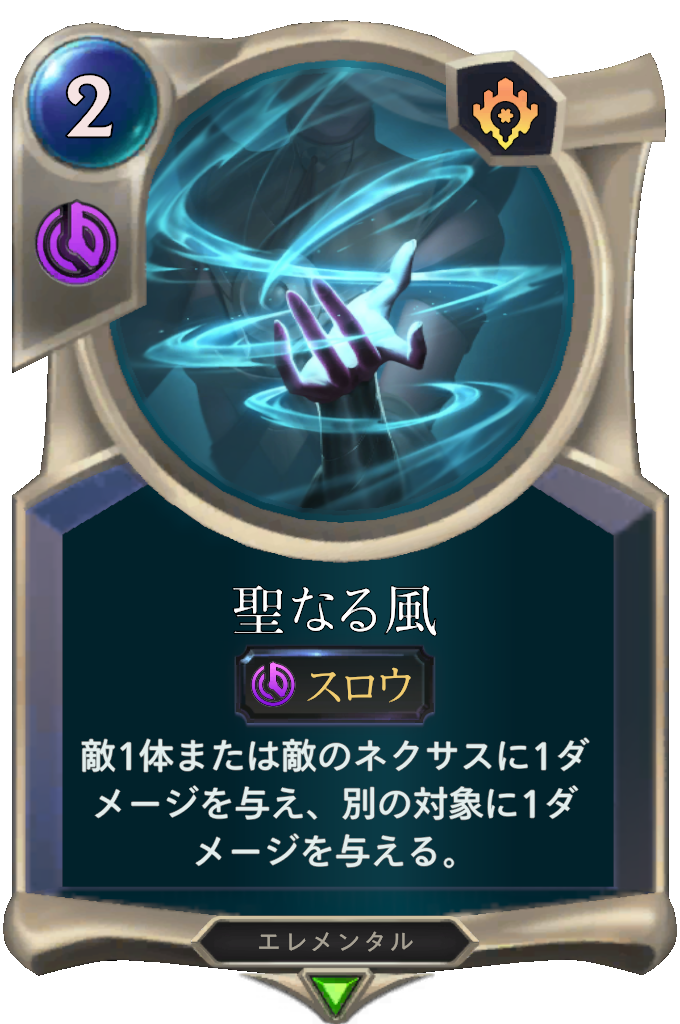 2
聖なる風
スロウ
敵1体または敵のネクサスに1ダ
メージを与え、別の対象に1ダ
メージを与える。
エレメンタル